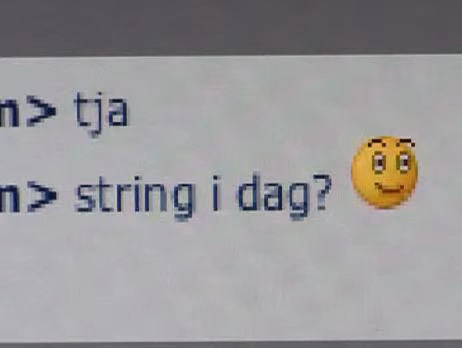 n> tja
n> string i dag?